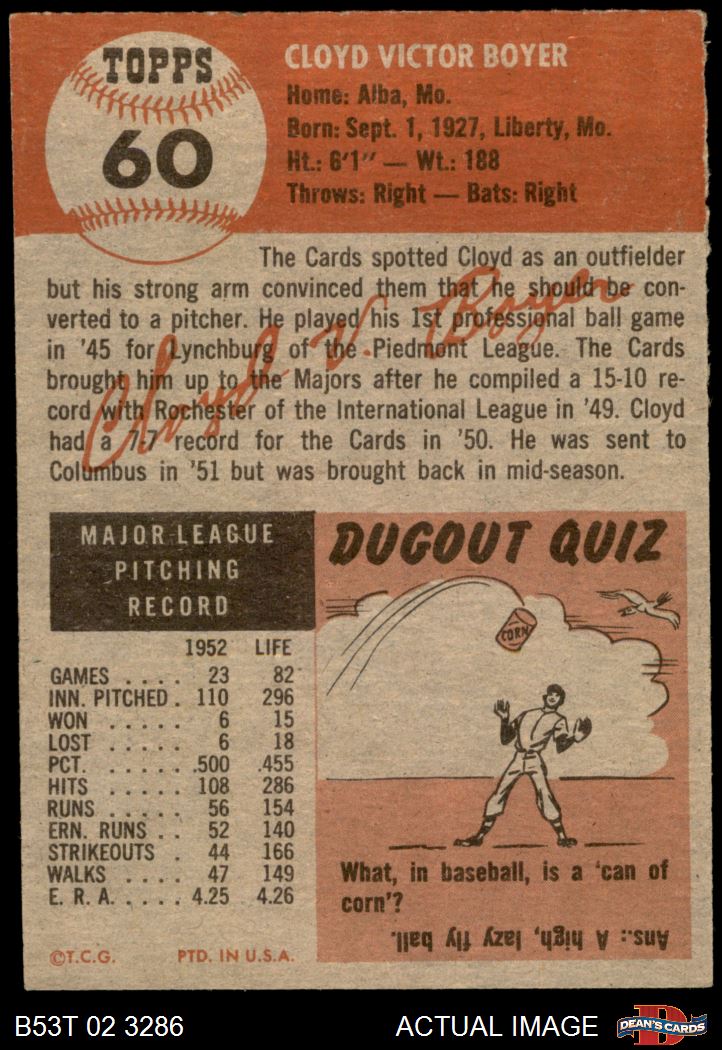 TOPPS
60
CLOYD VICTOR BOYER
Home: Alba, Mo.
Born: Sept. 1, 1927, Liberty, Mo.
Ht.: 6'1" — Wt.: 188
Throws: Right — Bats: Right
The Cards spotted Cloyd as an outfielder
but his strong arm convinced them that he should be con-
verted to a pitcher. He played his 1st professional ball game
in '45 for Lynchburg of the Piedmont League. The Cards
brought him up to the Majors after he compiled a 15-10 re-
cord with Rochester of the International League in '49. Cloyd
had a 7-7 record for the Cards in '50. He was sent to
Columbus in '51 but was brought back in mid-season.
Cloyd V. Boyer
MAJOR LEAGUE
PITCHING
RECORD
1952 LIFE
GAMES .... 23 82
INN. PITCHED . 110 296
WON ..... 6 15
LOST ..... 6 18
PCT. ..... .500 .455
HITS ..... 108 286
RUNS ..... 56 154
ERN. RUNS .. 52 140
STRIKEOUTS . 44 166
WALKS .... 47 149
E. R. A. ..... 4.25 4.26
©T.C.G. PTD. IN U.S.A.
DUGOUT QUIZ
CORN
What, in baseball, is a 'can of
corn'?
Ans.: A high, lazy fly ball.
B53T 02 3286
ACTUAL IMAGE
D
DEAN'S CARDS